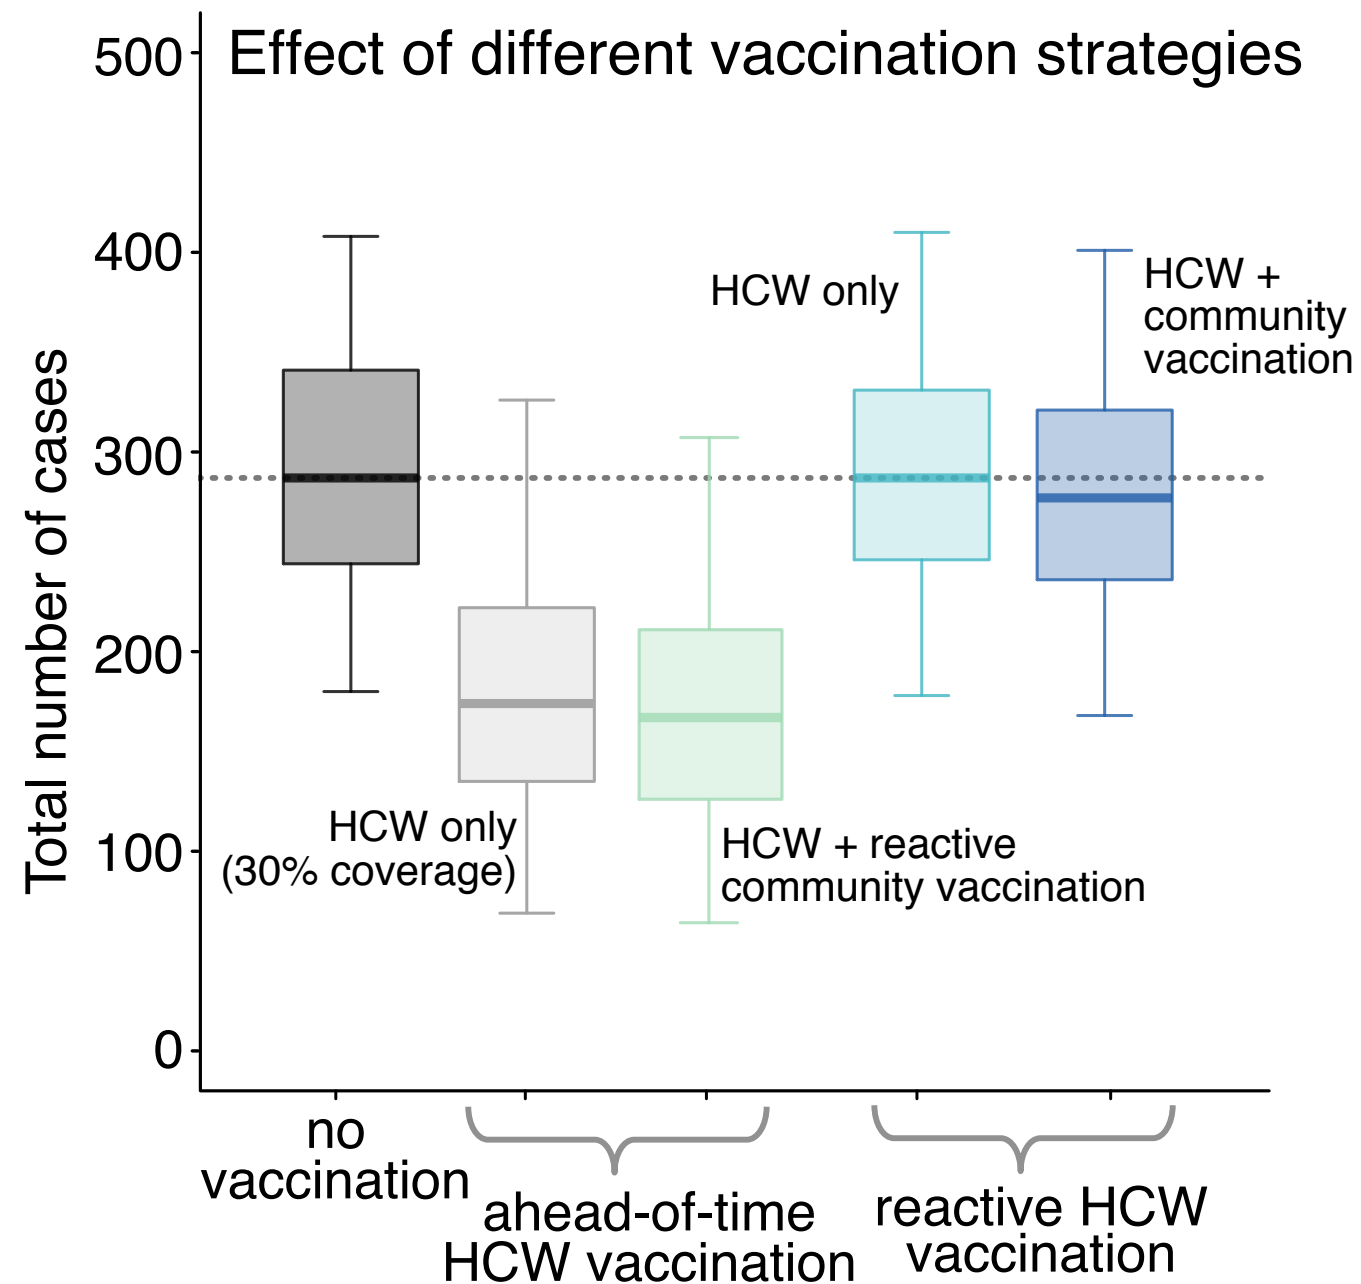 Effect of different vaccination strategies
Total number of cases
500
400
300
200
100
0
HCW only
(30% coverage)
HCW + reactive
community vaccination
HCW only
HCW +
community
vaccination
no
vaccination
ahead-of-time
HCW vaccination
reactive HCW
vaccination